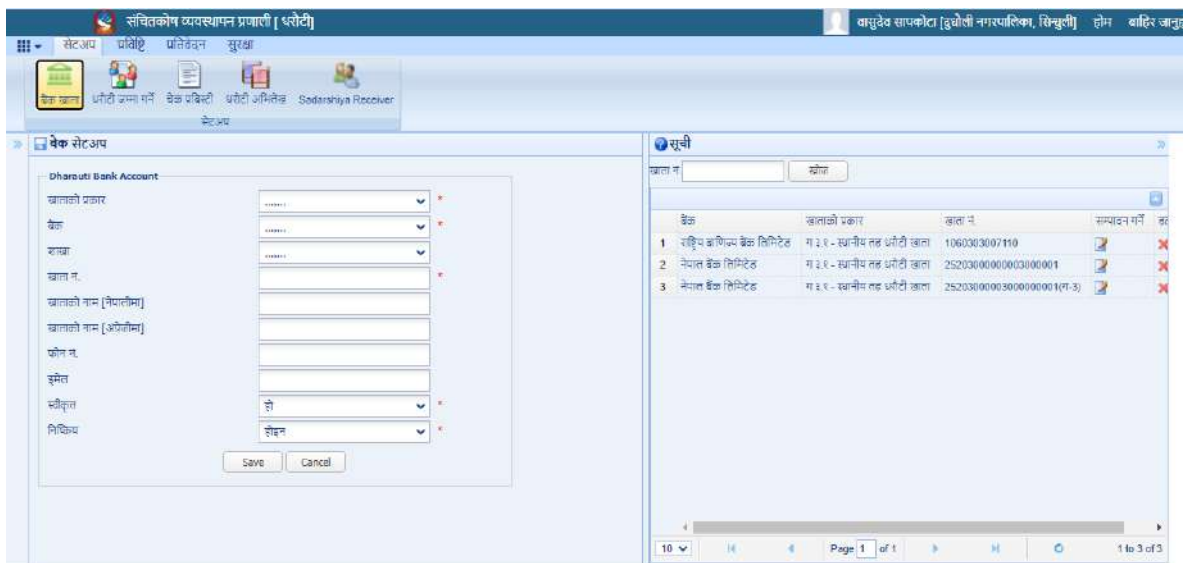 संचितकोष व्यवस्थापन प्रणाली [ धरौटी]
वासुदेव सापकोटा [दुधौली नगरपालिका, सिन्धुली] होम बाहिर जानुहोस
सेटअप प्रविष्टि प्रतिवेदन सुरक्षा
बैंक खाता धरौटी जम्मा गर्ने चेक प्रबिस्टी धरौटी अभिलेख Sadarshiya Receiver
सेटअप
बैंक सेटअप
Dharauti Bank Account
खाताको प्रकार ....... *
बैंक ....... *
शाखा .......
खाता न. *
खाताको नाम [नेपालीमा]
खाताको नाम [अंग्रेजीमा]
फोन नं.
इमेल
स्वीकृत हो *
निष्क्रिय होइन *
Save Cancel
सूची
खाता न. खोज
बैंक खाताको प्रकार खाता नं. सम्पादन गर्ने
1 राष्ट्रिय बाणिज्य बैंक लिमिटेड ग ३.१ - स्थानीय तह धरौटी खाता 1060303007110
2 नेपाल बैंक लिमिटेड ग ३.१ - स्थानीय तह धरौटी खाता 25203000000003000001
3 नेपाल बैंक लिमिटेड ग ३.१ - स्थानीय तह धरौटी खाता 25203000003000000001(ग-3)
10 Page 1 of 1 1 to 3 of 3